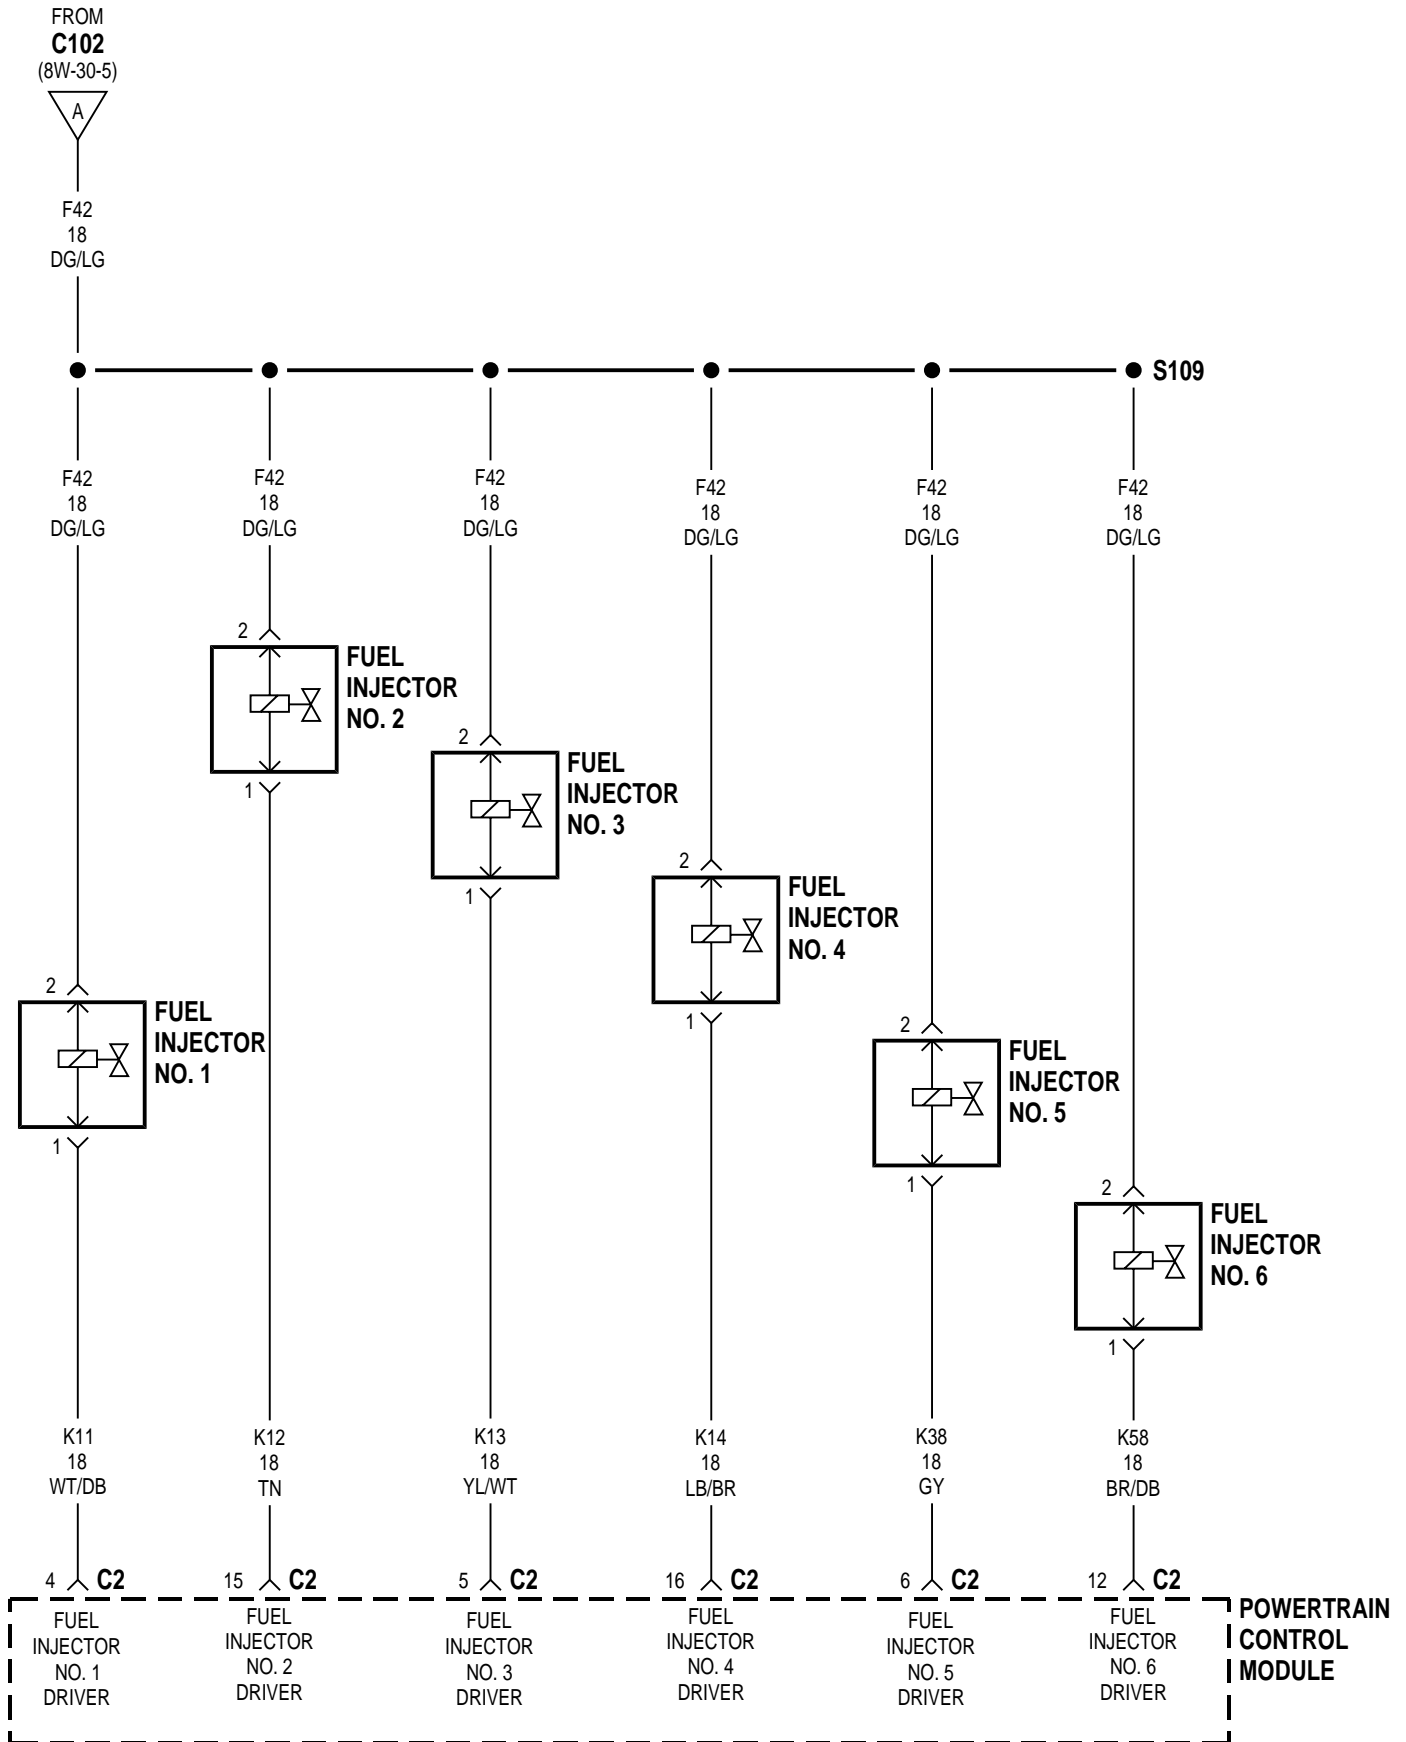 FROM
C102
(8W-30-5)
A
F42
18
DG/LG
S109
F42
18
DG/LG
F42
18
DG/LG
F42
18
DG/LG
F42
18
DG/LG
F42
18
DG/LG
F42
18
DG/LG
2
FUEL
INJECTOR
NO. 2
1
2
FUEL
INJECTOR
NO. 3
1
2
FUEL
INJECTOR
NO. 4
1
2
FUEL
INJECTOR
NO. 1
1
2
FUEL
INJECTOR
NO. 5
1
2
FUEL
INJECTOR
NO. 6
1
K11
18
WT/DB
K12
18
TN
K13
18
YL/WT
K14
18
LB/BR
K38
18
GY
K58
18
BR/DB
4 C2
15 C2
5 C2
16 C2
6 C2
12 C2
FUEL
INJECTOR
NO. 1
DRIVER
FUEL
INJECTOR
NO. 2
DRIVER
FUEL
INJECTOR
NO. 3
DRIVER
FUEL
INJECTOR
NO. 4
DRIVER
FUEL
INJECTOR
NO. 5
DRIVER
FUEL
INJECTOR
NO. 6
DRIVER
POWERTRAIN
CONTROL
MODULE